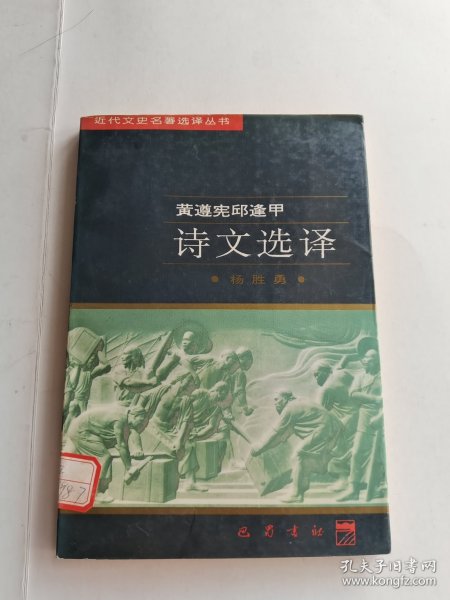 近代文史名著选译丛书
黄遵宪邱逢甲
诗文选译
• 杨胜勇 •
巴蜀书社
7
孔夫子旧书网
www.kongfz.com